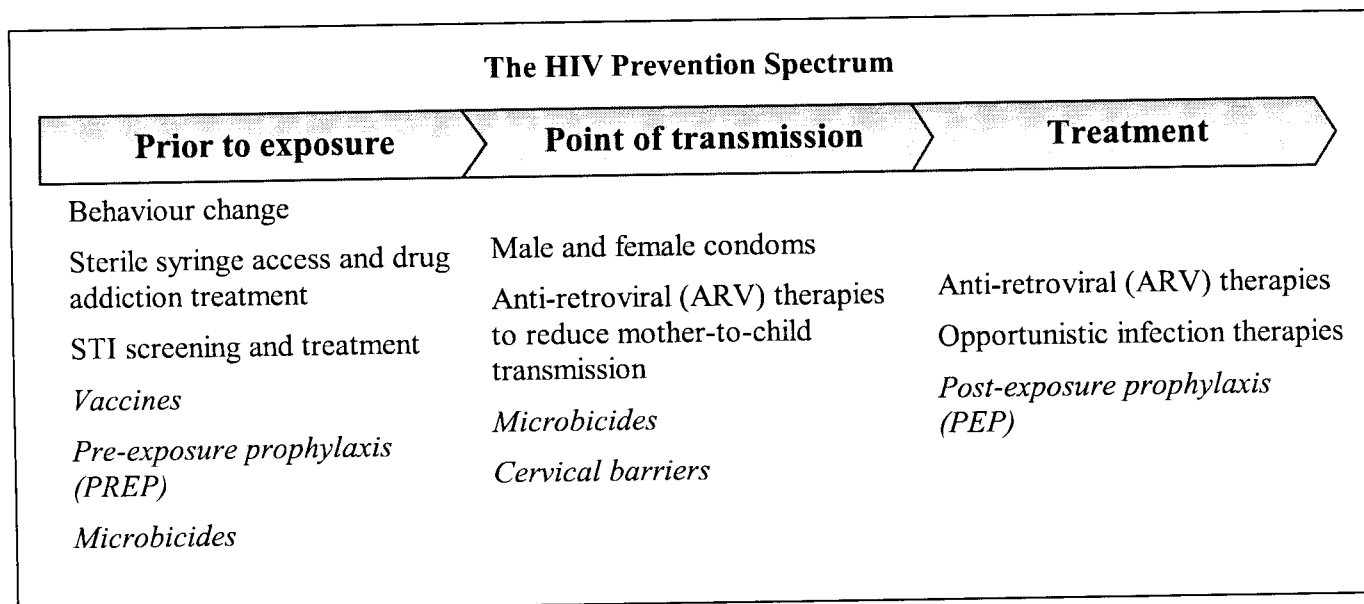 The HIV Prevention Spectrum
Prior to exposure
Point of transmission
Treatment
Behaviour change
Sterile syringe access and drug
addiction treatment
STI screening and treatment
Vaccines
Pre-exposure prophylaxis
(PREP)
Microbicides
Male and female condoms
Anti-retroviral (ARV) therapies
to reduce mother-to-child
transmission
Microbicides
Cervical barriers
Anti-retroviral (ARV) therapies
Opportunistic infection therapies
Post-exposure prophylaxis
(PEP)